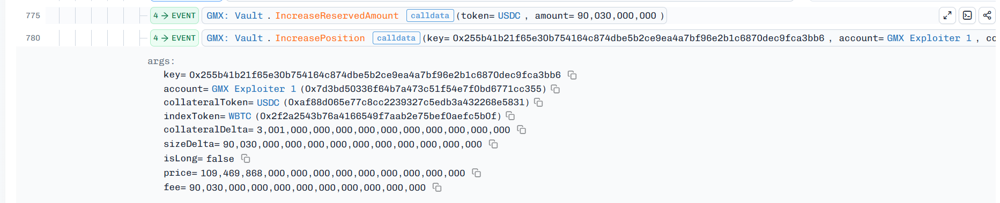 775 4 → EVENT GMX: Vault . IncreaseReservedAmount calldata (token= USDC , amount= 90,030,000,000 )
780 4 → EVENT GMX: Vault . IncreasePosition calldata (key= 0x255b41b21f65e30b754164c874dbe5b2ce9ea4a7bf96e2b1c6870dec9fca3bb6 , account= GMX Exploiter 1 , co
args:
key= 0x255b41b21f65e30b754164c874dbe5b2ce9ea4a7bf96e2b1c6870dec9fca3bb6
account= GMX Exploiter 1 (0x7d3bd50336f64b7a473c51f54e7f0bd6771cc355)
collateralToken= USDC (0xaf88d065e77c8cc2239327c5edb3a432268e5831)
indexToken= WBTC (0x2f2a2543b76a4166549f7aab2e75bef0aefc5b0f)
collateralDelta= 3,001,000,000,000,000,000,000,000,000,000,000
sizeDelta= 90,030,000,000,000,000,000,000,000,000,000,000
isLong= false
price= 109,469,868,000,000,000,000,000,000,000,000,000
fee= 90,030,000,000,000,000,000,000,000,000,000